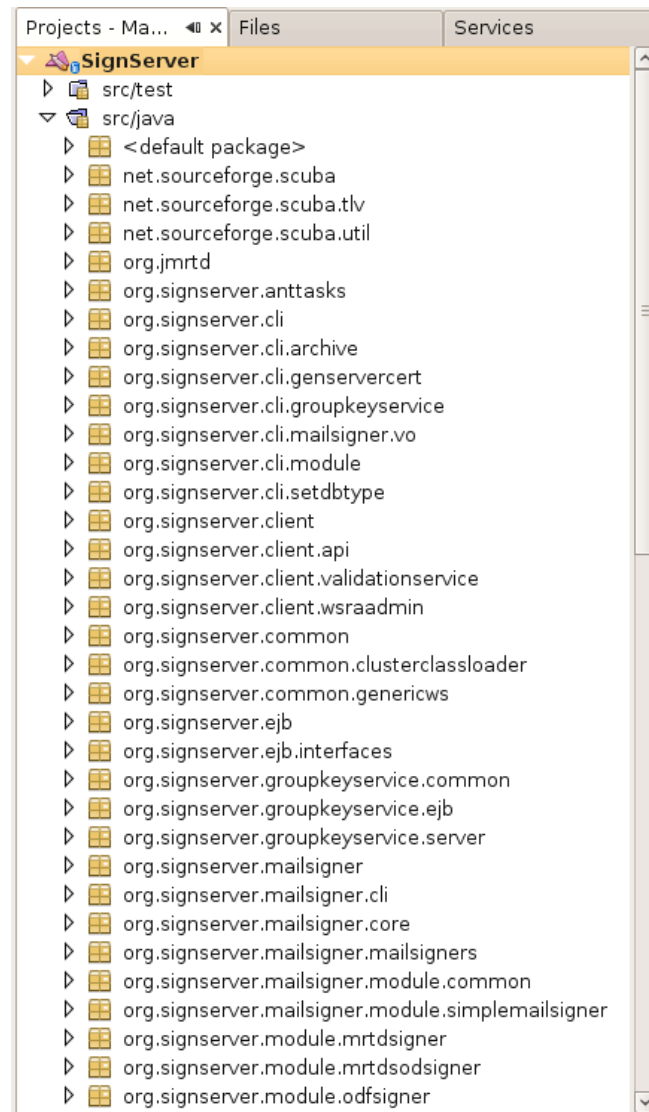 Projects - Ma... Files Services
SignServer
src/test
src/java
<default package>
net.sourceforge.scuba
net.sourceforge.scuba.tlv
net.sourceforge.scuba.util
org.jmrtd
org.signserver.anttasks
org.signserver.cli
org.signserver.cli.archive
org.signserver.cli.genservercert
org.signserver.cli.groupkeyservice
org.signserver.cli.mailsigner.vo
org.signserver.cli.module
org.signserver.cli.setdbtype
org.signserver.client
org.signserver.client.api
org.signserver.client.validationservice
org.signserver.client.wsraadmin
org.signserver.common
org.signserver.common.clusterclassloader
org.signserver.common.genericws
org.signserver.ejb
org.signserver.ejb.interfaces
org.signserver.groupkeyservice.common
org.signserver.groupkeyservice.ejb
org.signserver.groupkeyservice.server
org.signserver.mailsigner
org.signserver.mailsigner.cli
org.signserver.mailsigner.core
org.signserver.mailsigner.mailsigners
org.signserver.mailsigner.module.common
org.signserver.mailsigner.module.simplemailsigner
org.signserver.module.mrtdsigner
org.signserver.module.mrtdsodsigner
org.signserver.module.odfsigner